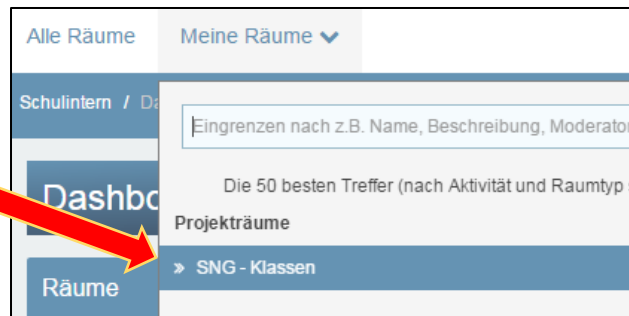 Alle Räume Meine Räume
Schulintern /
Eingrenzen nach z.B. Name, Beschreibung, Moderator
Die 50 besten Treffer (nach Aktivität und Raumtyp
Dashbo
Projekträume
» SNG - Klassen
Räume